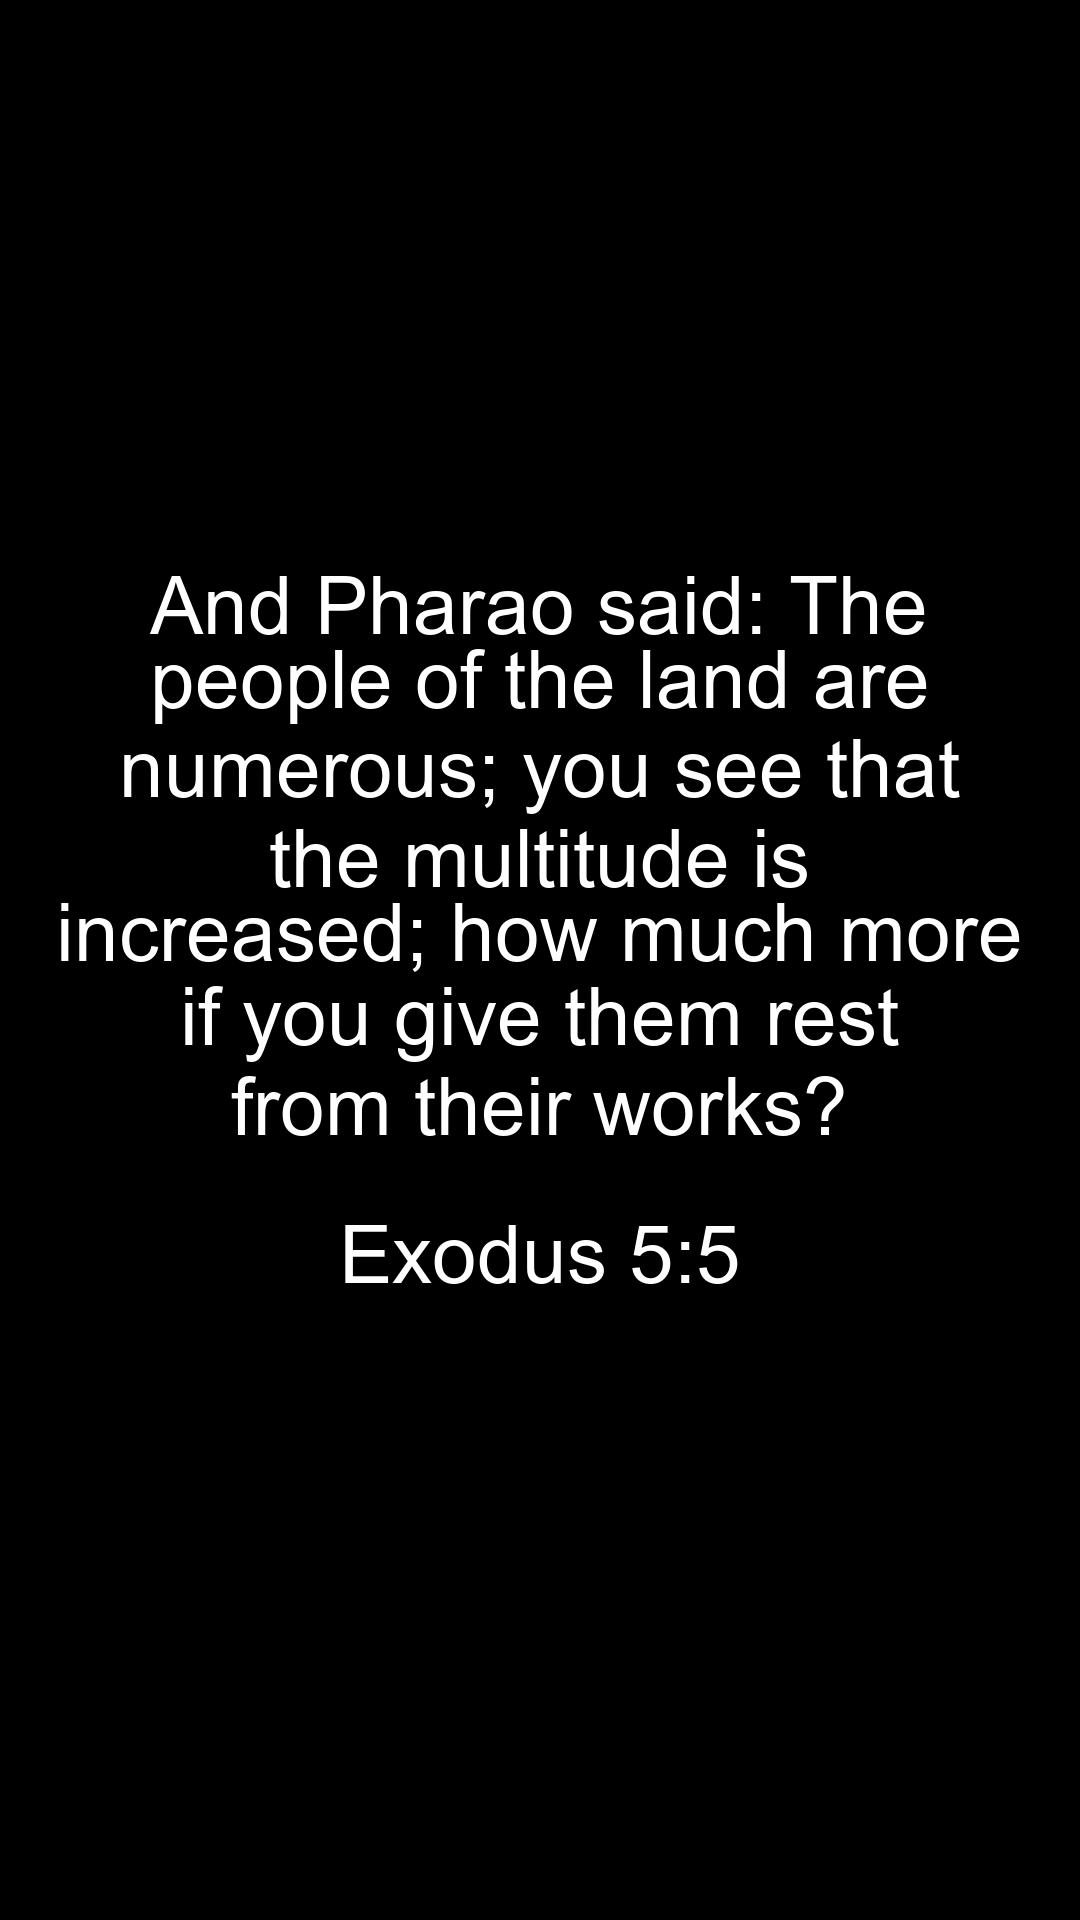 And Pharao said: The
people of the land are
numerous; you see that
the multitude is
increased; how much more
if you give them rest
from their works?
Exodus 5:5